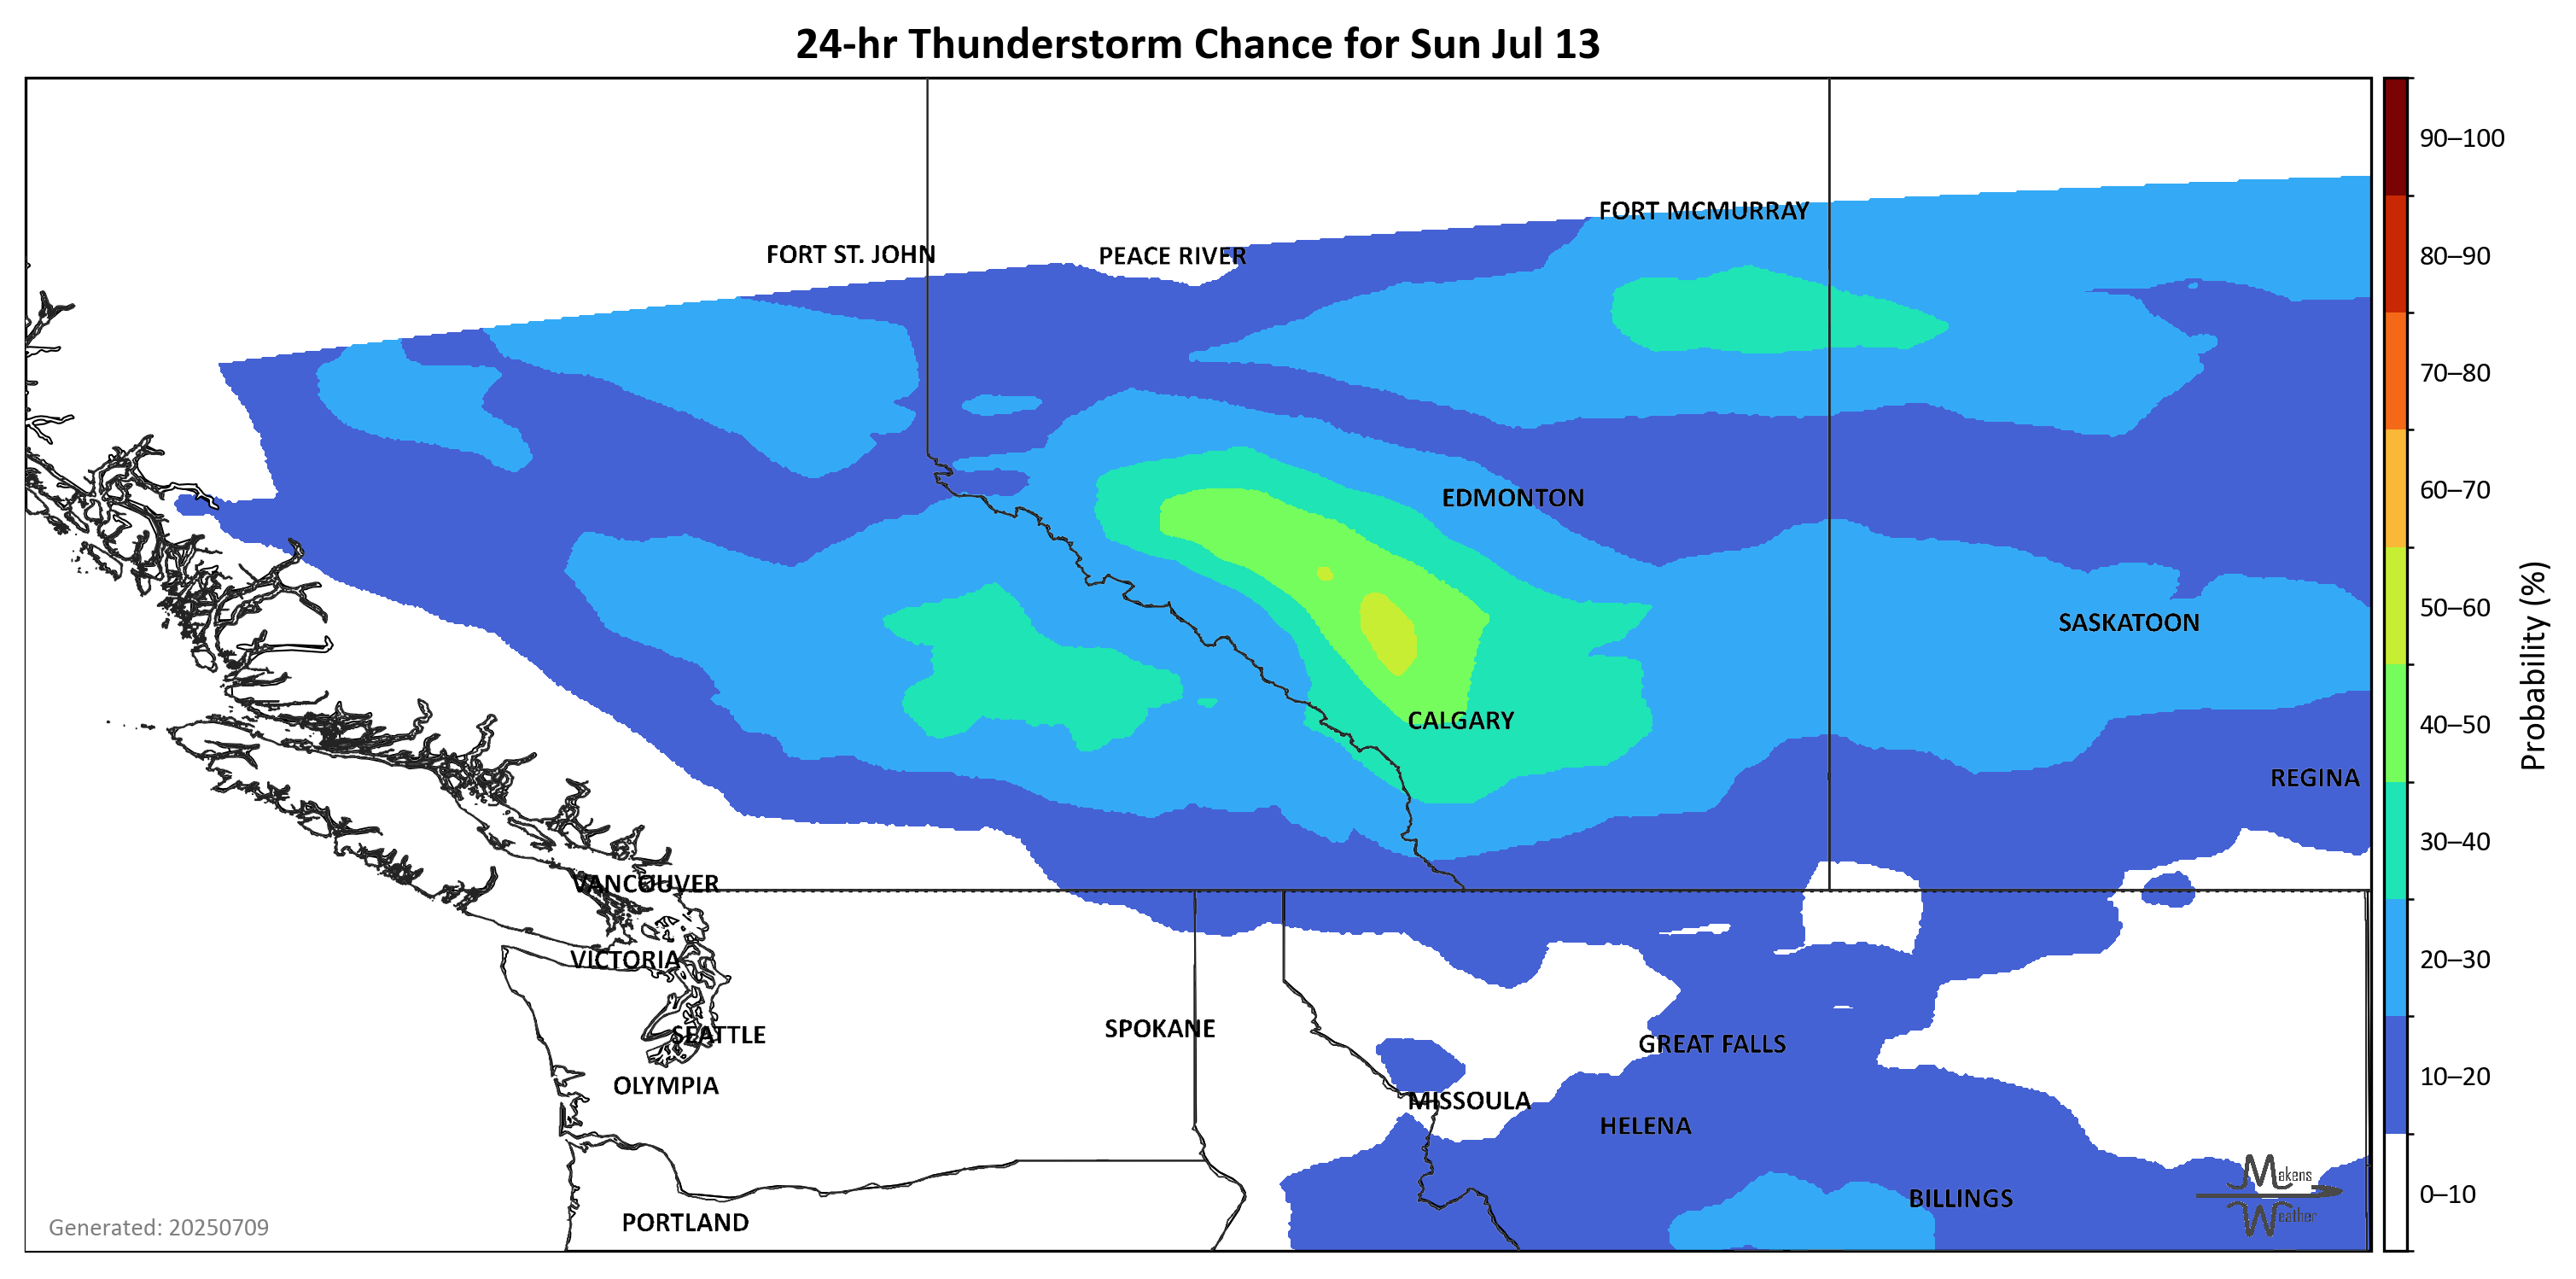 24-hr Thunderstorm Chance for Sun Jul 13
90–100
FORT MCMURRAY
FORT ST. JOHN
PEACE RIVER
80–90
70–80
EDMONTON
60–70
50–60
SASKATOON
CALGARY
40–50
Probability (%)
REGINA
30–40
VANCOUVER
VICTORIA
20–30
SEATTLE
SPOKANE
GREAT FALLS
OLYMPIA
10–20
MISSOULA
HELENA
Makens
Weather
BILLINGS
0–10
PORTLAND
Generated: 20250709